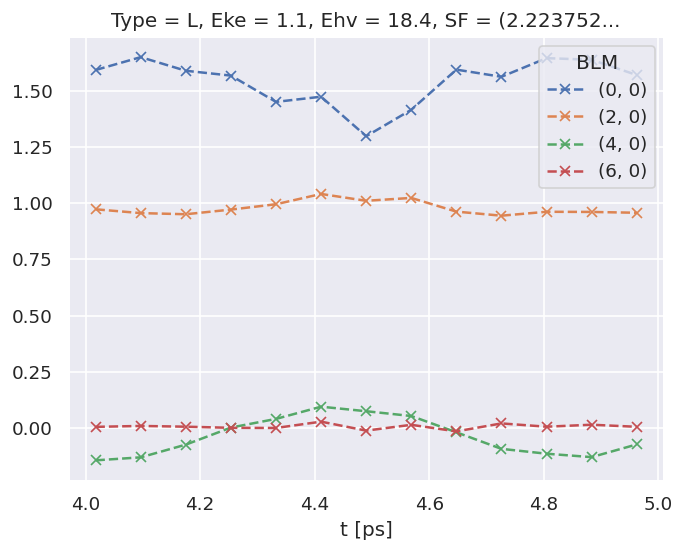 Type = L, Eke = 1.1, Ehv = 18.4, SF = (2.223752...
BLM
(0, 0)
(2, 0)
(4, 0)
(6, 0)
1.50
1.25
1.00
0.75
0.50
0.25
0.00
4.0 4.2 4.4 4.6 4.8 5.0
t [ps]